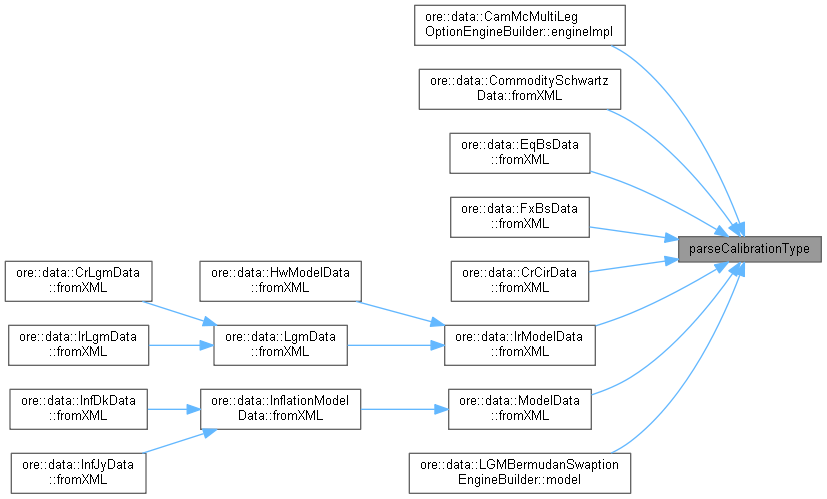 ore::data::CamMcMultiLeg
OptionEngineBuilder::engineImpl
ore::data::CommoditySchwartz
Data::fromXML
ore::data::EqBsData
::fromXML
ore::data::FxBsData
::fromXML
parseCalibrationType
ore::data::CrLgmData
::fromXML
ore::data::HwModelData
::fromXML
ore::data::CrCirData
::fromXML
ore::data::IrLgmData
::fromXML
ore::data::LgmData
::fromXML
ore::data::IrModelData
::fromXML
ore::data::InfDkData
::fromXML
ore::data::InflationModel
Data::fromXML
ore::data::ModelData
::fromXML
ore::data::InfJyData
::fromXML
ore::data::LGMBermudanSwaption
EngineBuilder::model